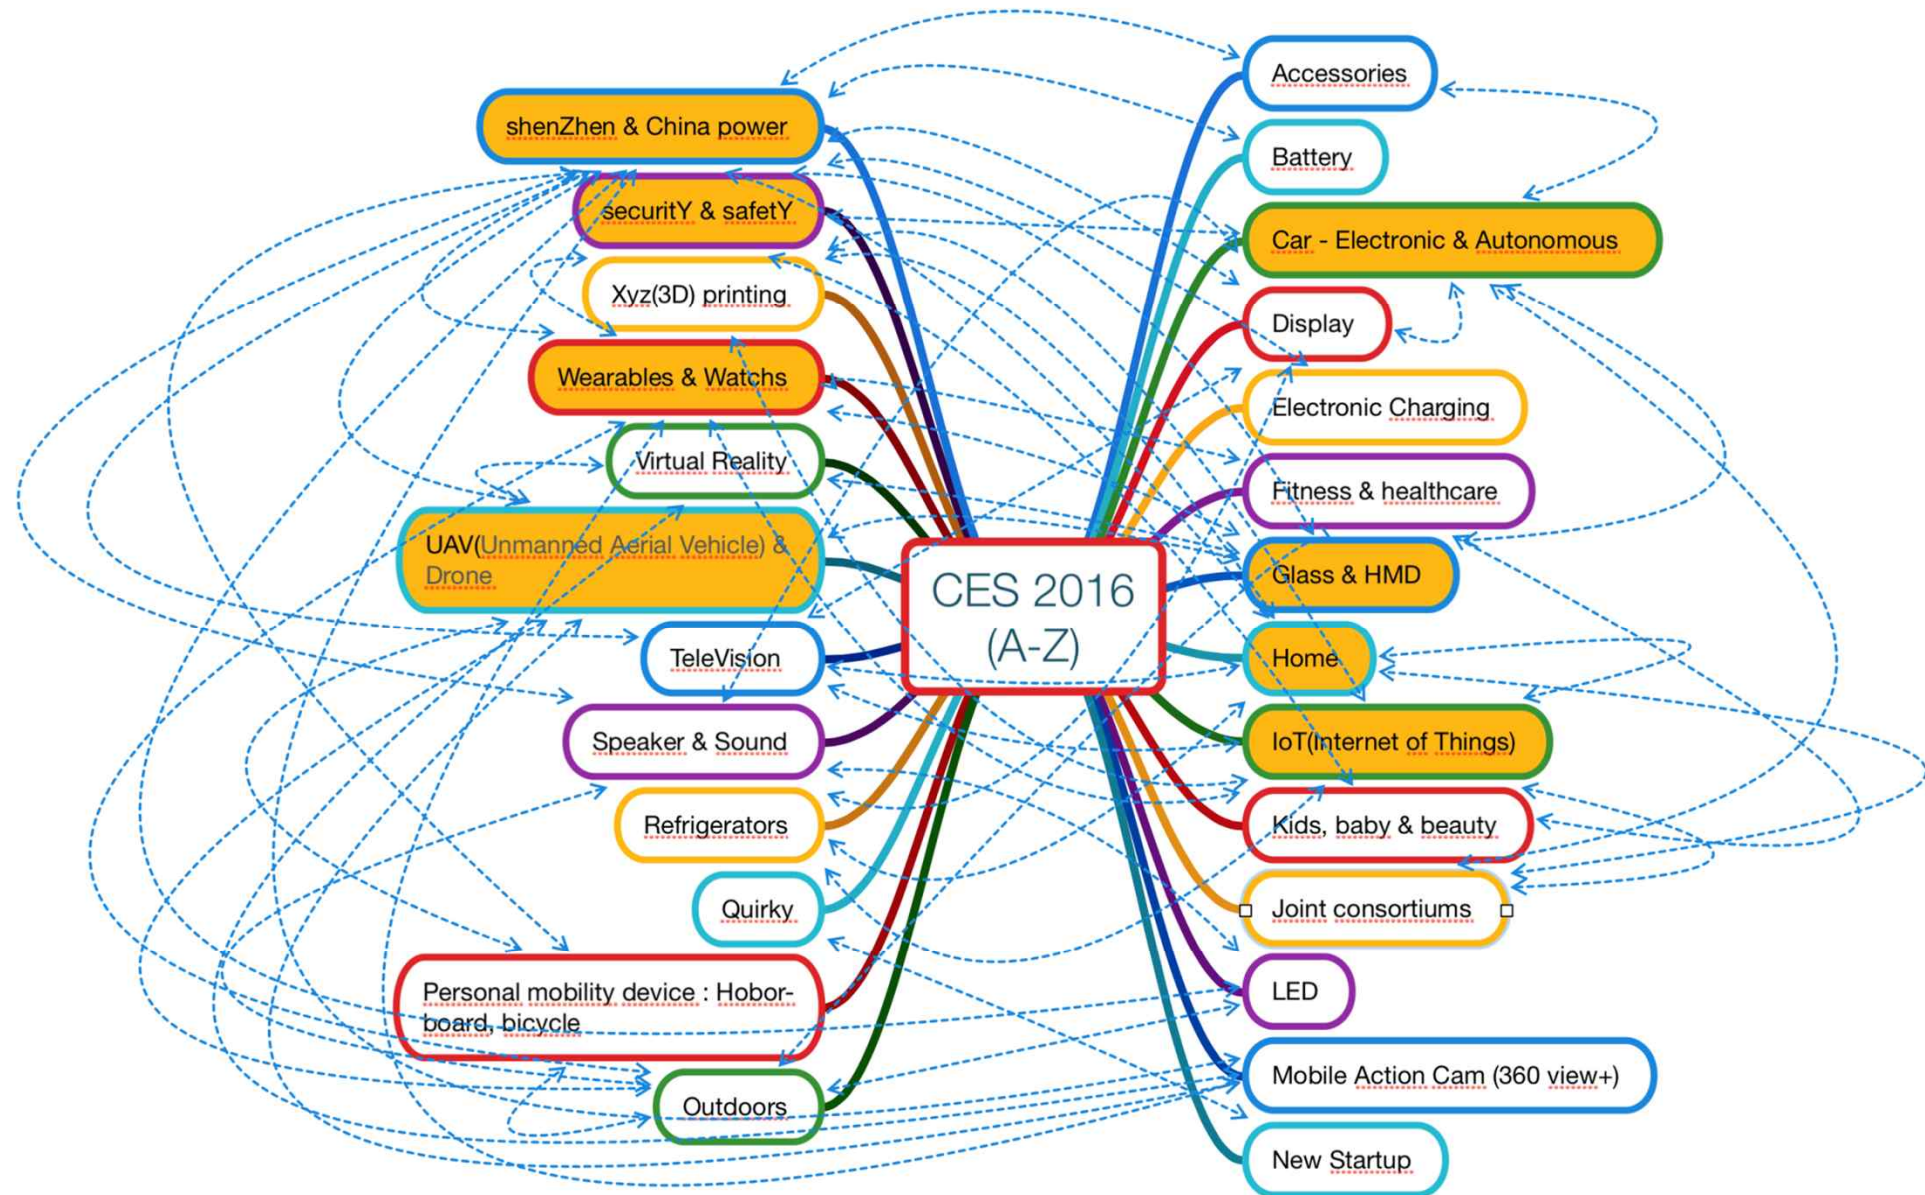 shenZhen & China power
securitY & safetY
Xyz(3D) printing
Wearables & Watchs
Virtual Reality
UAV(Unmanned Aerial Vehicle) &
Drone
TeleVision
Speaker & Sound
Refrigerators
Quirky
Personal mobility device : Hobor-
board, bicycle
Outdoors
CES 2016
(A-Z)
Accessories
Battery
Car - Electronic & Autonomous
Display
Electronic Charging
Fitness & healthcare
Glass & HMD
Home
IoT(Internet of Things)
Kids, baby & beauty
Joint consortiums
LED
Mobile Action Cam (360 view+)
New Startup